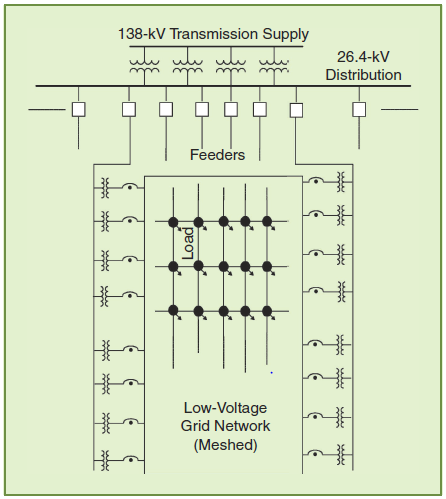 138-kV Transmission Supply
26.4-kV
Distribution
Feeders
Load
Low-Voltage
Grid Network
(Meshed)